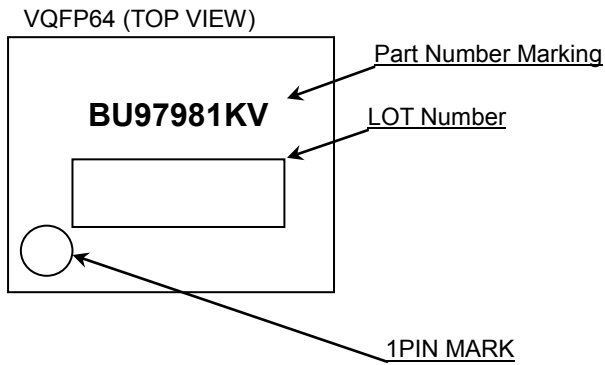 VQFP64 (TOP VIEW)
Part Number Marking
BU97981KV
LOT Number
1PIN MARK